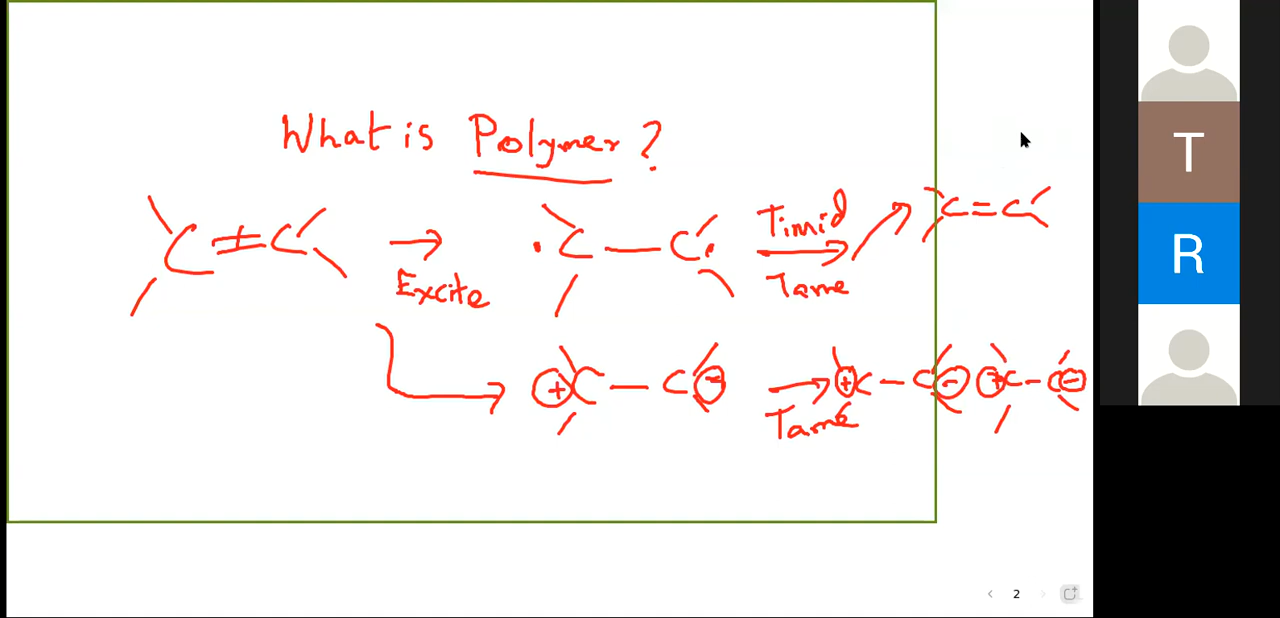 What is Polymer ?
C = C
Excite
· C — C ·
Timid
Tame
C = C
+ C — C -
Tame
+ C — C - + C — C -
T
R
2